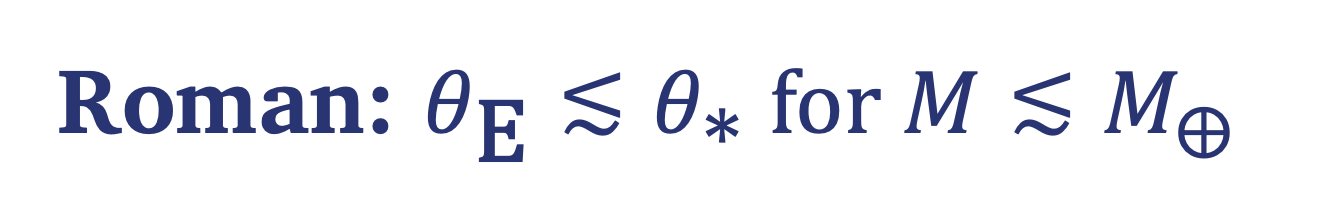 Roman: θ_E ≲ θ_* for M ≲ M_⊕